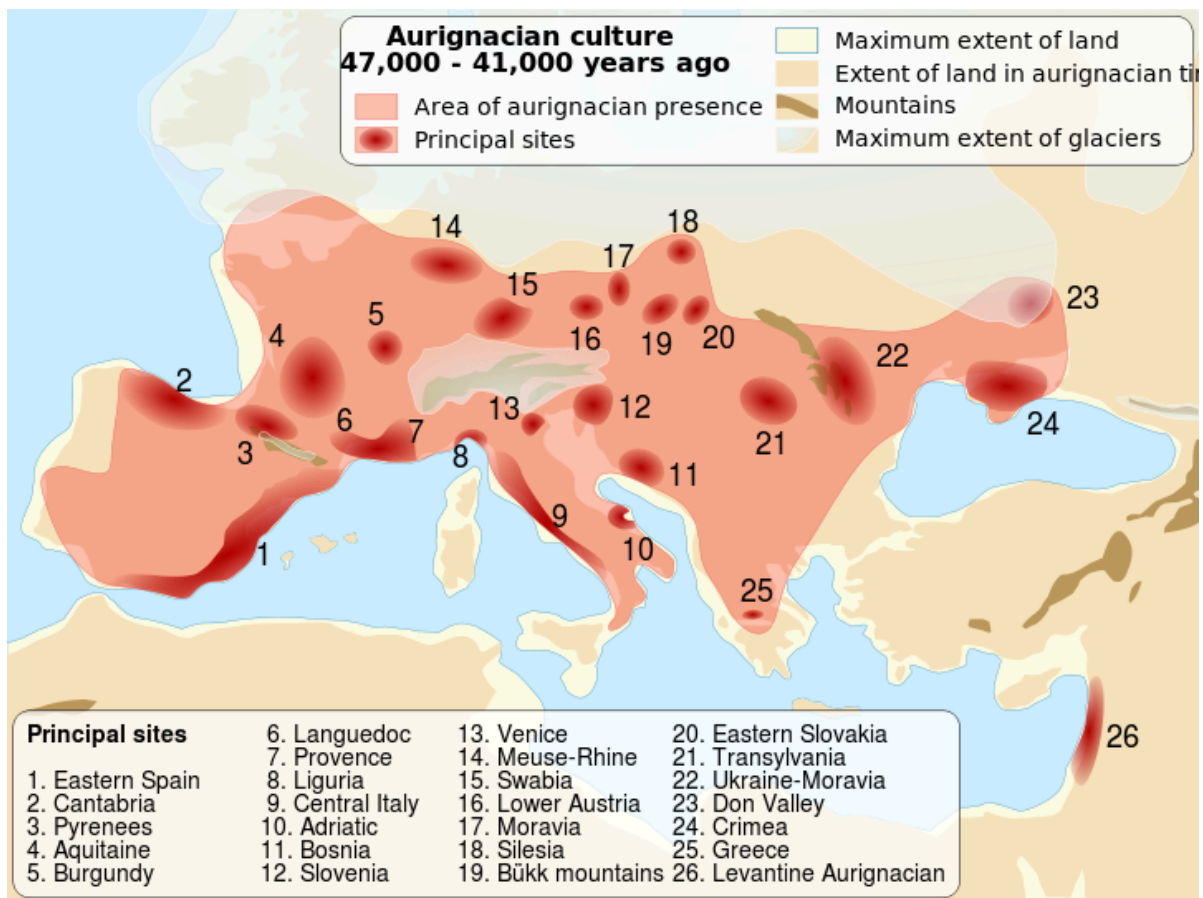 Aurignacian culture
47,000 - 41,000 years ago
Area of aurignacian presence
Principal sites
Maximum extent of land
Extent of land in aurignacian ti
Mountains
Maximum extent of glaciers
18
14
17
15
23
5
4
16
19
20
22
2
6
7
13
12
3
8
21
24
11
9
1
10
25
26
Principal sites
1. Eastern Spain
2. Cantabria
3. Pyrenees
4. Aquitaine
5. Burgundy
6. Languedoc
7. Provence
8. Liguria
9. Central Italy
10. Adriatic
11. Bosnia
12. Slovenia
13. Venice
14. Meuse-Rhine
15. Swabia
16. Lower Austria
17. Moravia
18. Silesia
19. Bükk mountains
20. Eastern Slovakia
21. Transylvania
22. Ukraine-Moravia
23. Don Valley
24. Crimea
25. Greece
26. Levantine Aurignacian